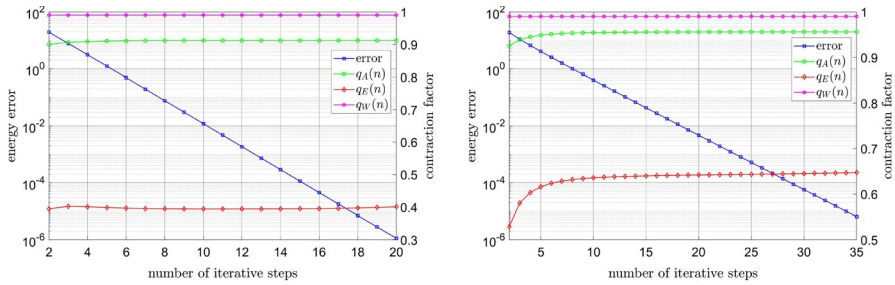 10^2
10^0
10^-2
10^-4
10^-6
energy error
1
0.9
0.8
0.7
0.6
0.5
0.4
0.3
contraction factor
error
q_A(n)
q_E(n)
q_W(n)
2 4 6 8 10 12 14 16 18 20
number of iterative steps
10^2
10^0
10^-2
10^-4
10^-6
energy error
1
0.9
0.8
0.7
0.6
0.5
contraction factor
error
q_A(n)
q_E(n)
q_W(n)
5 10 15 20 25 30 35
number of iterative steps